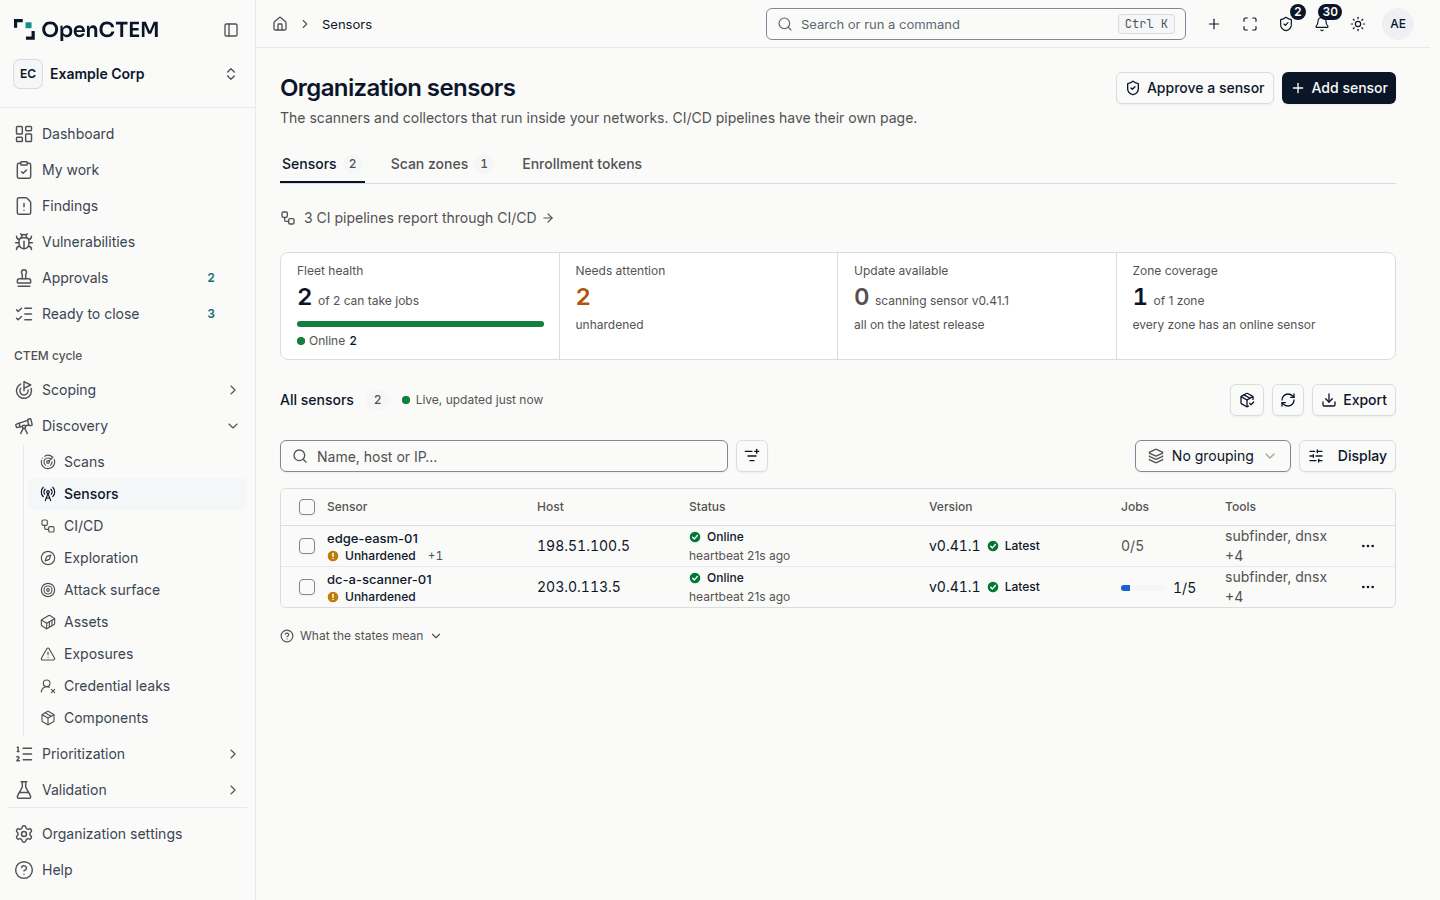 OpenCTEM
EC
Example Corp
Dashboard
My work
Findings
Vulnerabilities
Approvals 2
Ready to close 3
CTEM cycle
Scoping
Discovery
Scans
Sensors
CI/CD
Exploration
Attack surface
Assets
Exposures
Credential leaks
Components
Prioritization
Validation
Organization settings
Help
Sensors
Search or run a command Ctrl K
2
30
AE
Organization sensors
The scanners and collectors that run inside your networks. CI/CD pipelines have their own page.
Approve a sensor
Add sensor
Sensors 2
Scan zones 1
Enrollment tokens
3 CI pipelines report through CI/CD
Fleet health
2 of 2 can take jobs
Online 2
Needs attention
2
unhardened
Update available
0 scanning sensor v0.41.1
all on the latest release
Zone coverage
1 of 1 zone
every zone has an online sensor
All sensors 2 Live, updated just now
Export
Name, host or IP...
No grouping
Display
Sensor Host Status Version Jobs Tools
edge-easm-01
Unhardened +1
198.51.100.5
Online
heartbeat 21s ago
v0.41.1 Latest
0/5
subfinder, dnsx
+4
dc-a-scanner-01
Unhardened
203.0.113.5
Online
heartbeat 21s ago
v0.41.1 Latest
1/5
subfinder, dnsx
+4
What the states mean